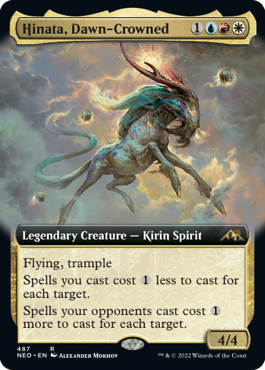 Hinata, Dawn-Crowned 1
Legendary Creature — Kirin Spirit
Flying, trample
Spells you cast cost 1 less to cast for
each target.
Spells your opponents cast cost 1
more to cast for each target.
4/4
487 R
NEO • EN Alexander Mokhov ™ & © 2022 Wizards of the Coast